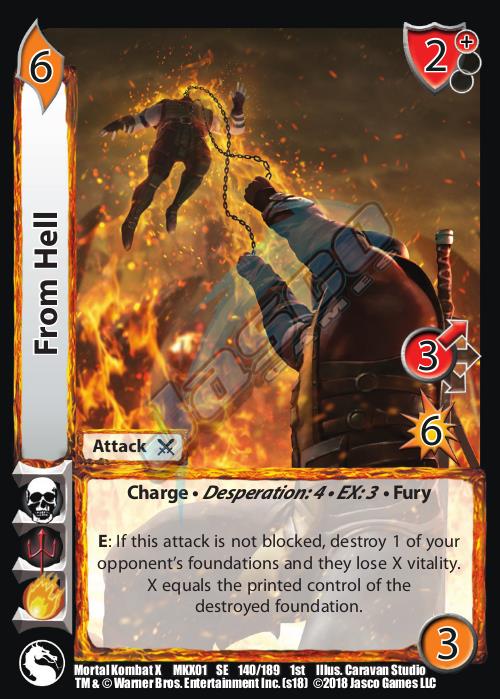 6
2
+
From Hell
3
6
Attack
Charge • Desperation: 4 • EX: 3 • Fury
E: If this attack is not blocked, destroy 1 of your
opponent's foundations and they lose X vitality.
X equals the printed control of the
destroyed foundation.
3
Mortal Kombat X MKX01 SE 140/189 1st Illus. Caravan Studio
TM & © Warner Bros. Entertainment Inc. (s18) ©2018 Jasco Games LLC
Jasco
GAMES